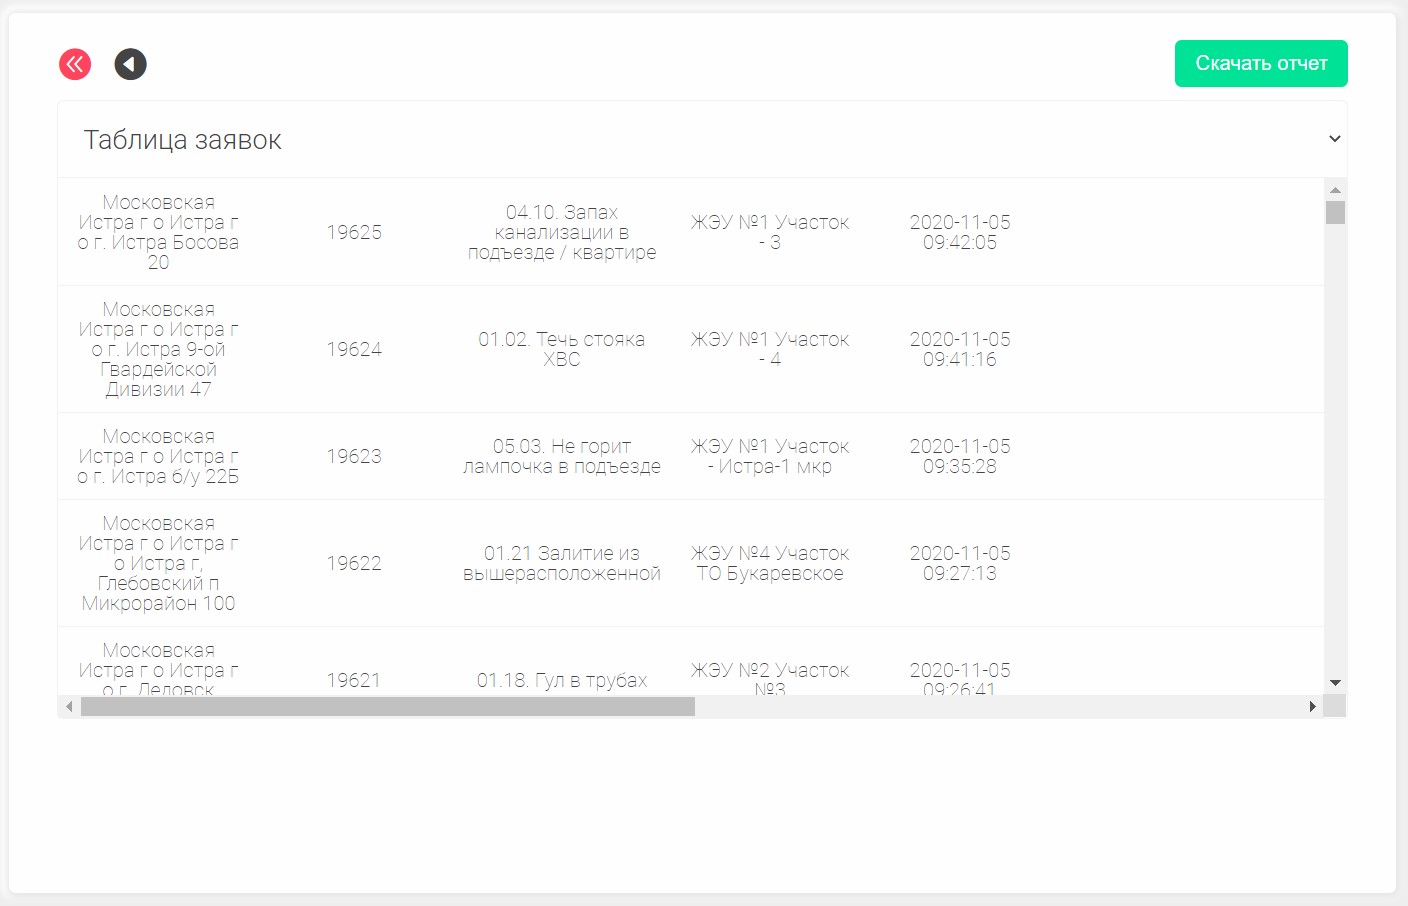 Скачать отчет
Таблица заявок
Московская
Истра г о Истра г
о г. Истра Босова
20
19625
04.10. Запах
канализации в
подъезде / квартире
ЖЭУ №1 Участок
- 3
2020-11-05
09:42:05
Московская
Истра г о Истра г
о г. Истра 9-ой
Гвардейской
Дивизии 47
19624
01.02. Течь стояка
ХВС
ЖЭУ №1 Участок
- 4
2020-11-05
09:41:16
Московская
Истра г о Истра г
о г. Истра б/у 22Б
19623
05.03. Не горит
лампочка в подъезде
ЖЭУ №1 Участок
- Истра-1 мкр
2020-11-05
09:35:28
Московская
Истра г о Истра г
о Истра г,
Глебовский п
Микрорайон 100
19622
01.21 Залитие из
вышерасположенной
ЖЭУ №4 Участок
ТО Букаревское
2020-11-05
09:27:13
Московская
Истра г о Истра г
о г. Дедовск
19621
01.18. Гул в трубах
ЖЭУ №2 Участок
№3
2020-11-05
09:26:41